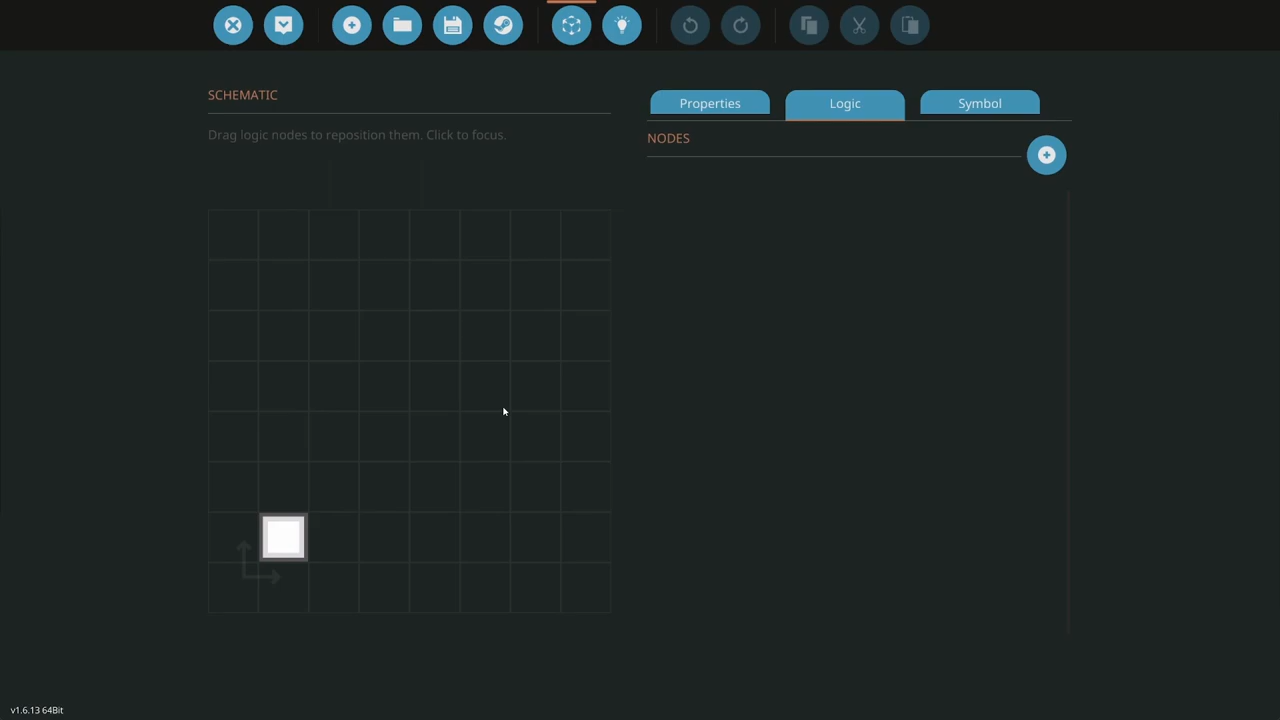 SCHEMATIC
Drag logic nodes to reposition them. Click to focus.
Properties
Logic
Symbol
NODES
v1.6.13 64Bit